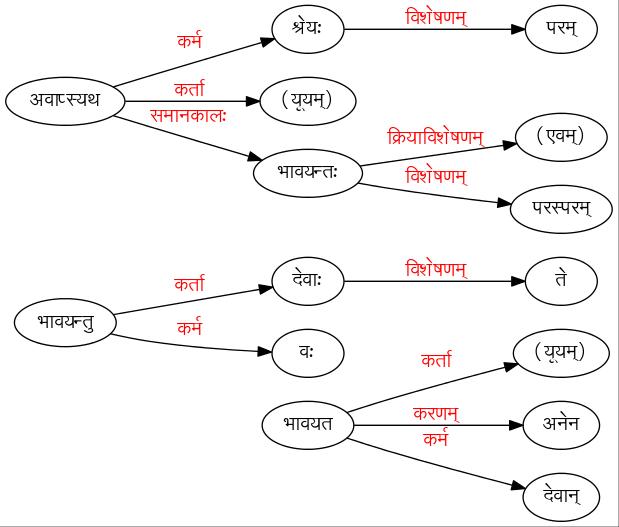 श्रेयः
विशेषणम्
परम्
कर्म
अवाप्स्यथ
कर्ता
(यूयम्)
समानकालः
भावयन्तः
क्रियाविशेषणम्
(एवम्)
विशेषणम्
परस्परम्
भावयन्तु
कर्ता
देवाः
विशेषणम्
ते
कर्म
वः
भावयत
कर्ता
(यूयम्)
करणम्
अनेन
कर्म
देवान्